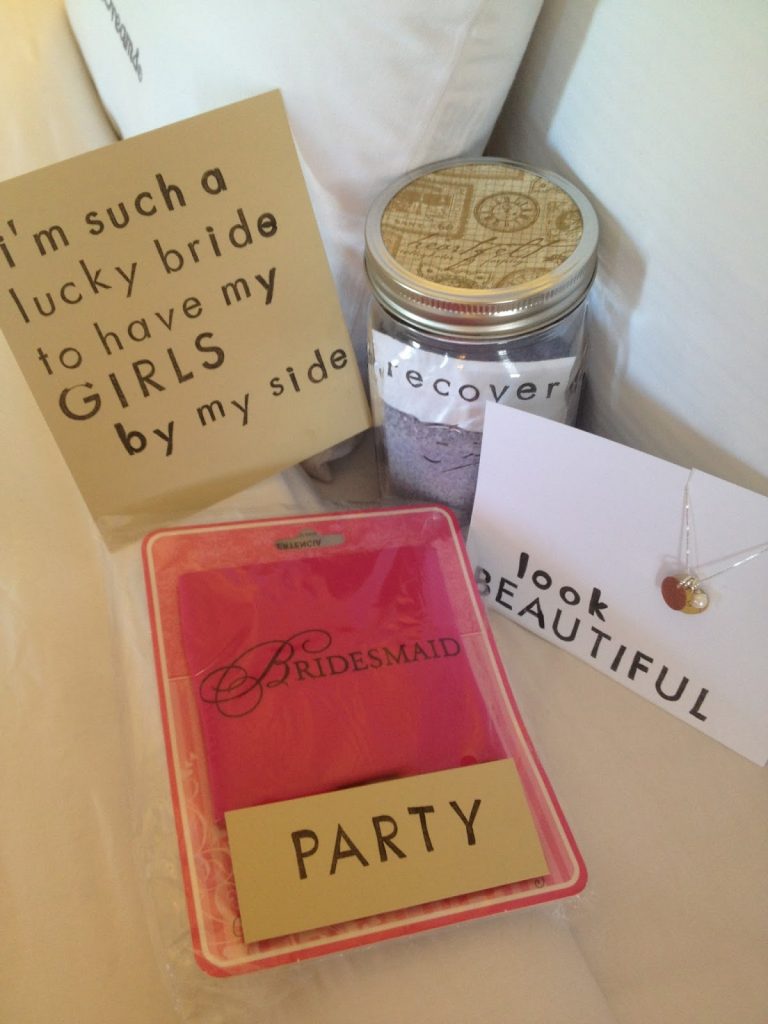 i'm such a
lucky bride
to have my
GIRLS
by my side
recover
look
BEAUTIFUL
BRIDESMAID
PARTY